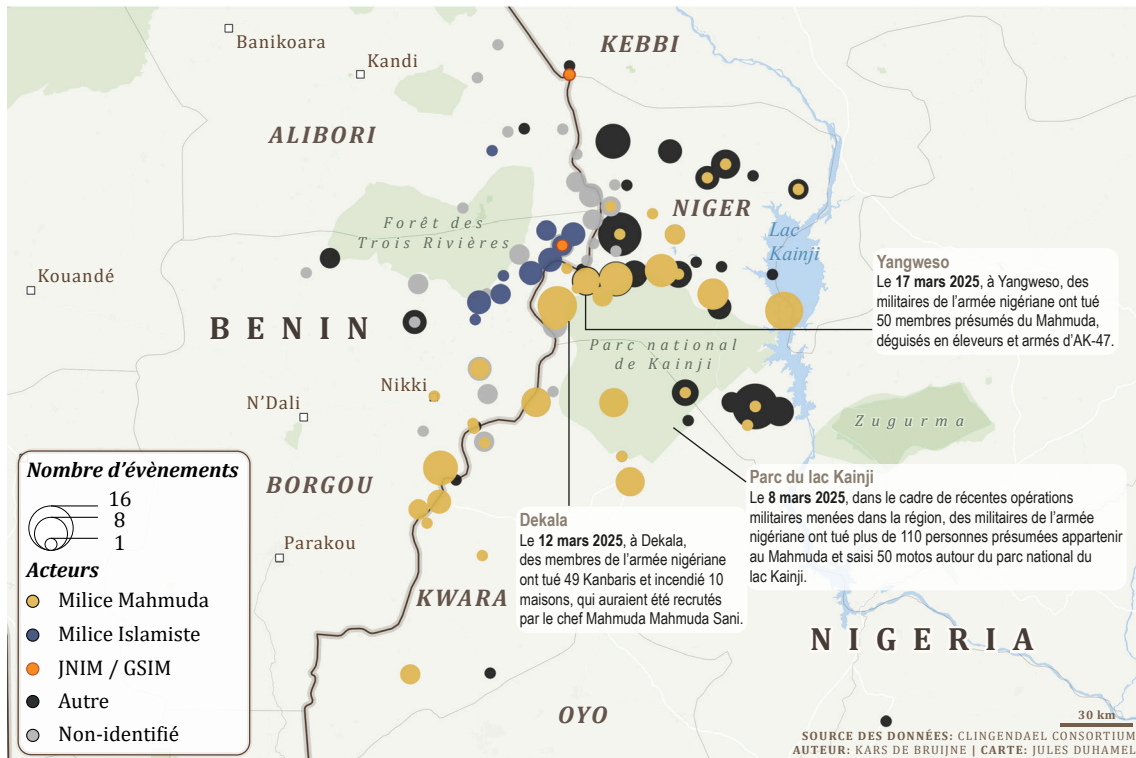 Banikoara
Kandi
KEBBI
ALIBORI
NIGER
Forêt des
Trois Rivières
Lac
Kainji
Kouandé
Yangweso
Le 17 mars 2025, à Yangweso, des
militaires de l'armée nigériane ont tué
50 membres présumés du Mahmuda,
déguisés en éleveurs et armés d'AK-47.
BENIN
Parc national
de Kainji
Nikki
N'Dali
Zugurma
Nombre d'évènements
16
8
1
Acteurs
Milice Mahmuda
Milice Islamiste
JNIM / GSIM
Autre
Non-identifié
BORGOU
Parakou
Parc du lac Kainji
Le 8 mars 2025, dans le cadre de récentes opérations
militaires menées dans la région, des militaires de l'armée
nigériane ont tué plus de 110 personnes présumées appartenir
au Mahmuda et saisi 50 motos autour du parc national du
lac Kainji.
Dekala
Le 12 mars 2025, à Dekala,
des membres de l'armée nigériane
ont tué 49 Kanbaris et incendié 10
maisons, qui auraient été recrutés
par le chef Mahmuda Mahmuda Sani.
KWARA
NIGERIA
OYO
30 km
SOURCE DES DONNÉES: CLINGENDAEL CONSORTIUM
AUTEUR: KARS DE BRUIJNE | CARTE: JULES DUHAMEL